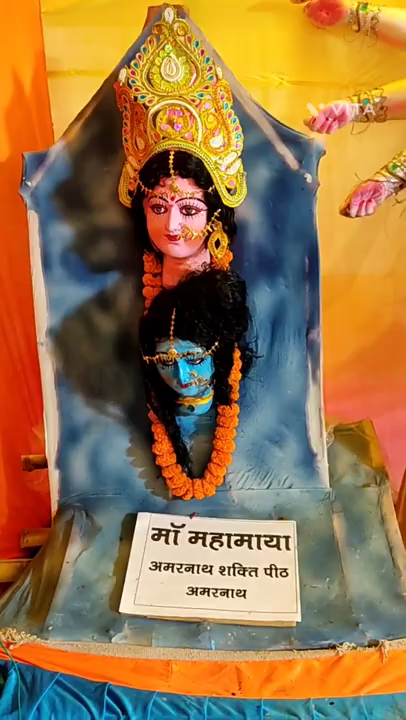 माँ महामाया
अमरनाथ शक्ति पीठ
अमरनाथ